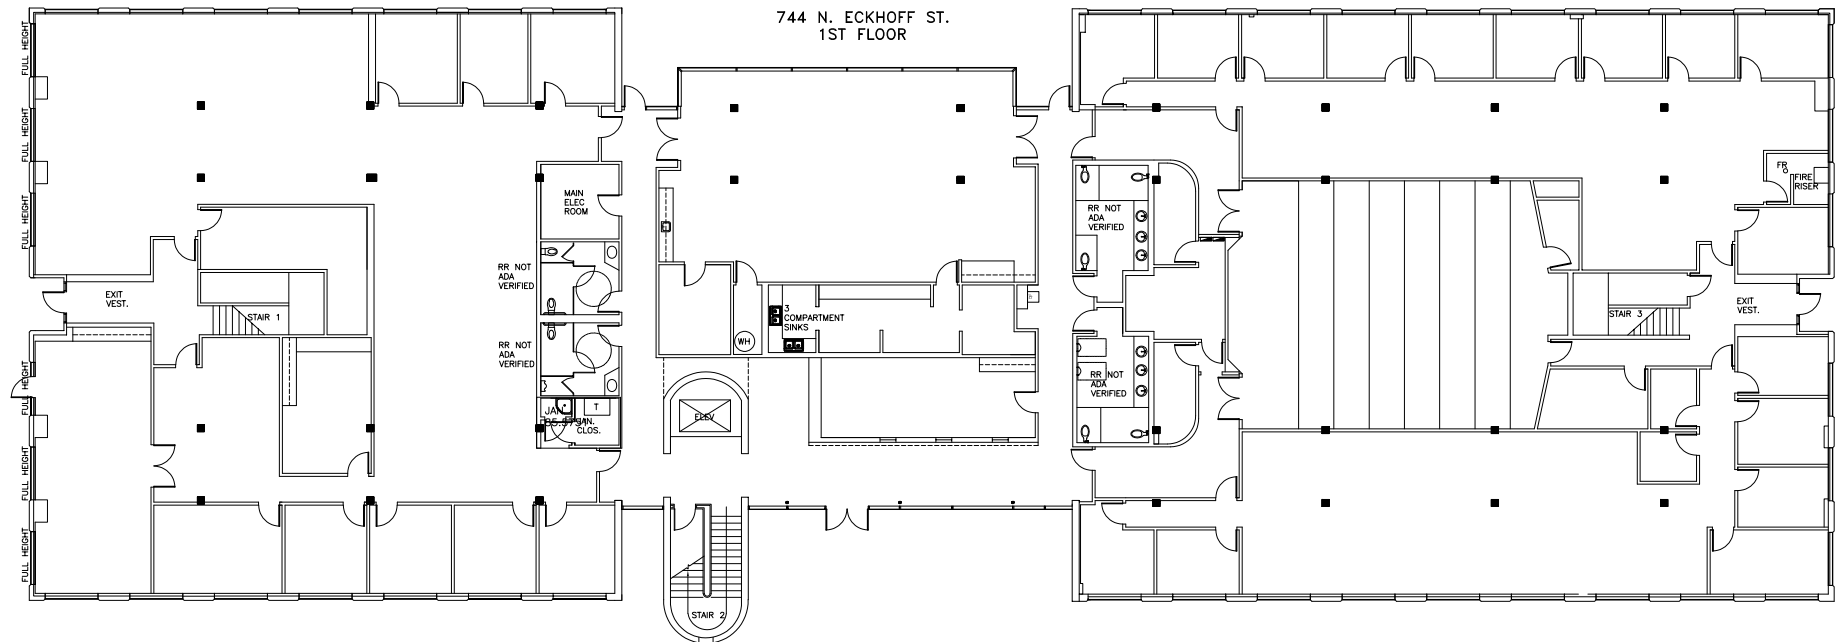 744 N. ECKHOFF ST.
1ST FLOOR
FULL HEIGHT
FULL HEIGHT
FULL HEIGHT
FULL HEIGHT
FULL HEIGHT
FULL HEIGHT
MAIN
ELEC
ROOM
RR NOT
ADA
VERIFIED
RR NOT
ADA
VERIFIED
EXIT
VEST.
STAIR 1
JAN.
CLOS.
T
JAN
3
COMPARTMENT
SINKS
WH
ELEV
STAIR 2
RR NOT
ADA
VERIFIED
RR NOT
ADA
VERIFIED
FR
FIRE
RISER
EXIT
VEST.
STAIR 3